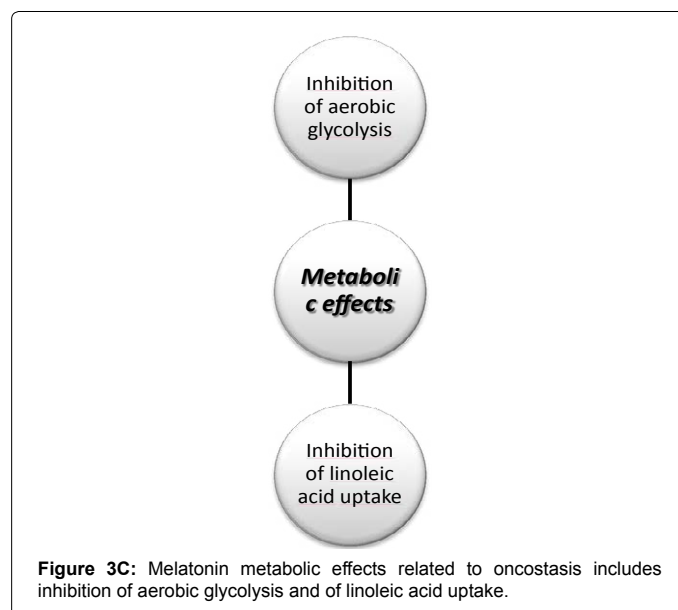 Inhibition
of aerobic
glycolysis
Metaboli
c effects
Inhibition
of linoleic
acid uptake
Figure 3C: Melatonin metabolic effects related to oncostasis includes
inhibition of aerobic glycolysis and of linoleic acid uptake.